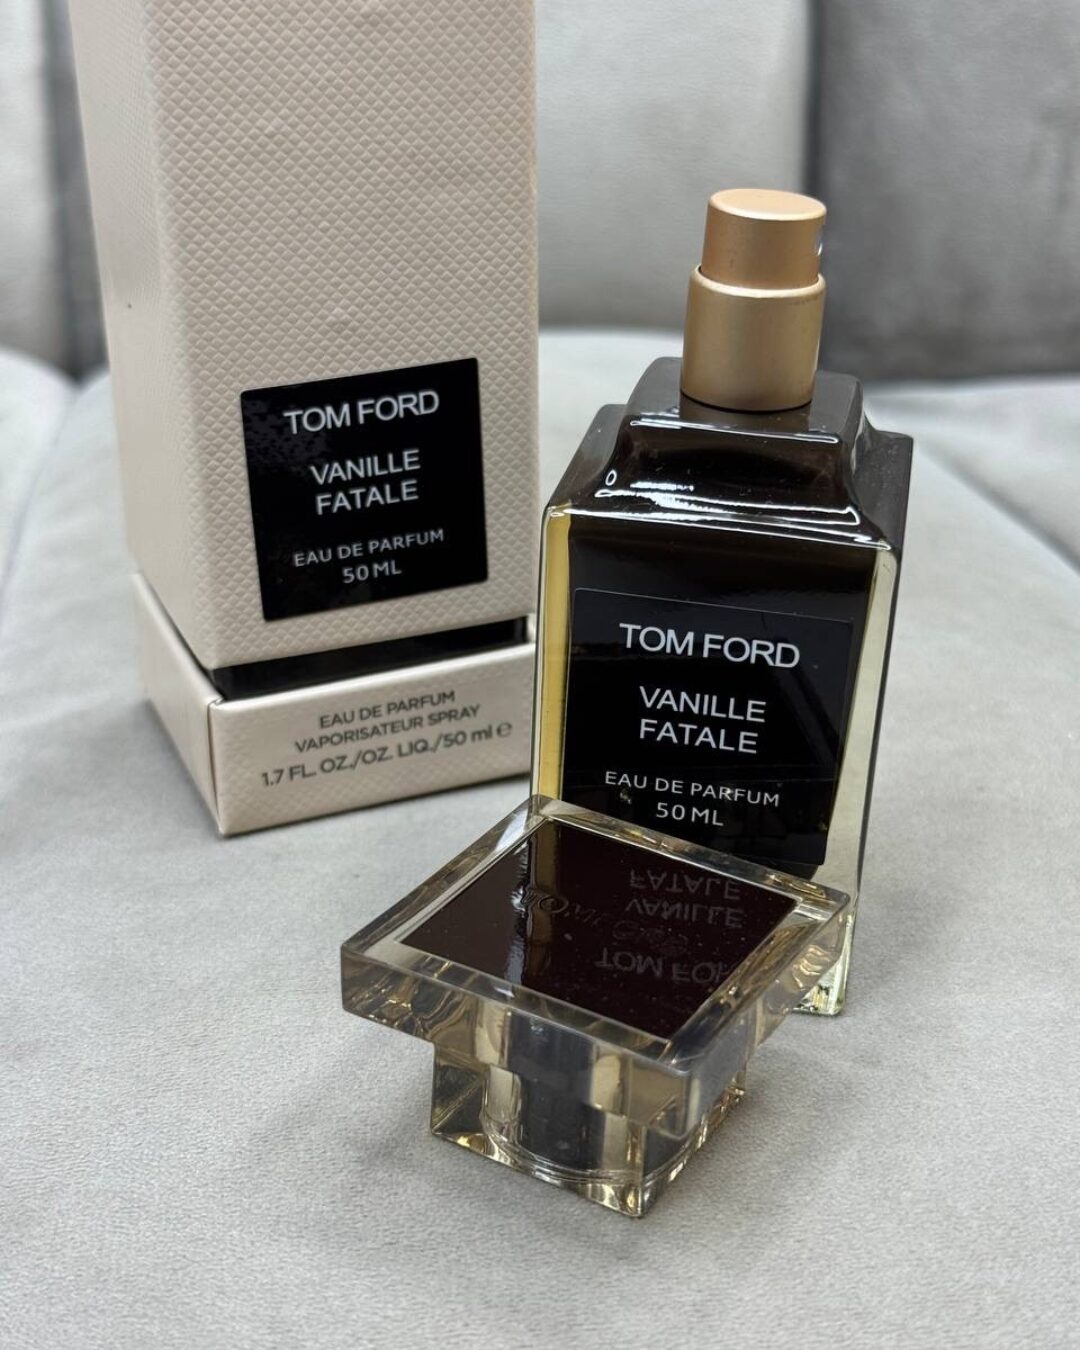 TOM FORD
VANILLE
FATALE
EAU DE PARFUM
50 ML
EAU DE PARFUM
VAPORISATEUR SPRAY
1.7 FL. OZ./OZ. LIQ./50 ml e
TOM FORD
VANILLE
FATALE
EAU DE PARFUM
50 ML